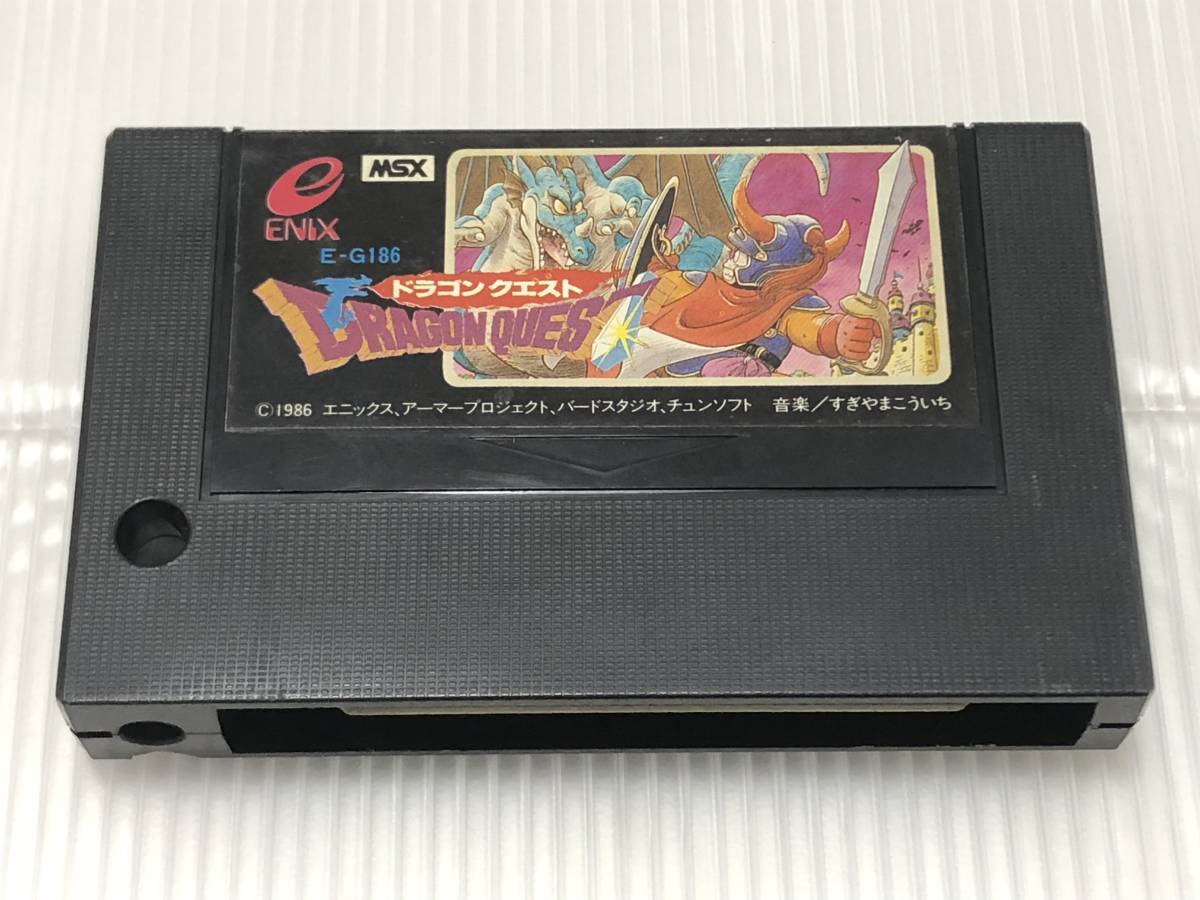 ENIX
MSX
E-G186
ドラゴンクエスト
DRAGON QUEST
©1986 エニックス、アーマープロジェクト、バードスタジオ、チュンソフト 音楽/すぎやまこういち